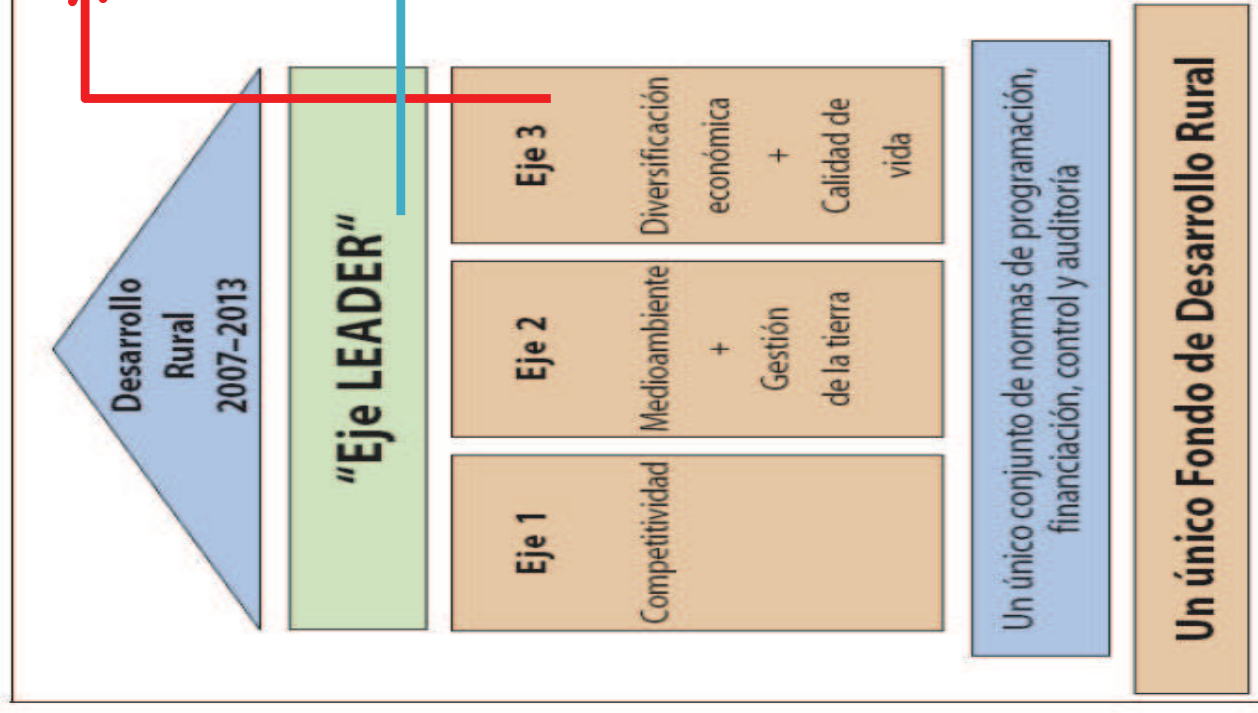 Desarrollo
Rural
2007-2013
"Eje LEADER"
Eje 1
Competitividad
Eje 2
Medioambiente
+
Gestión
de la tierra
Eje 3
Diversificación
económica
+
Calidad de
vida
Un único conjunto de normas de programación,
financiación, control y auditoría
Un único Fondo de Desarrollo Rural